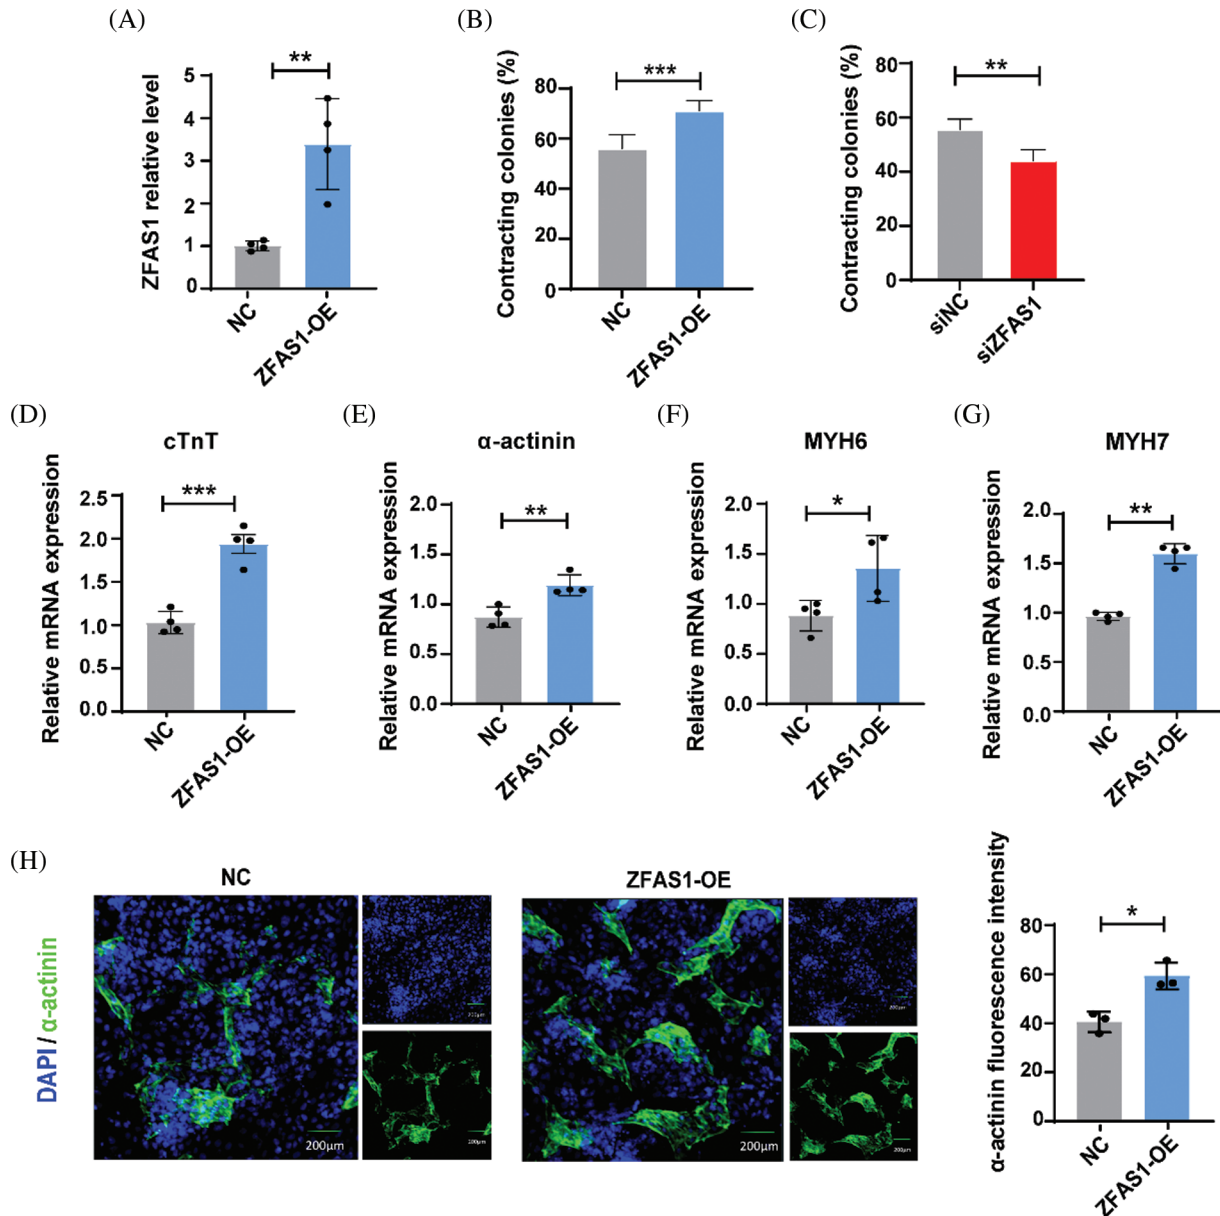 (A)
ZFAS1 relative level
5
4
3
2
1
0
**
NC
ZFAS1-OE
(B)
Contracting colonies (%)
80
60
40
20
0
***
NC
ZFAS1-OE
(C)
Contracting colonies (%)
80
60
40
20
0
**
siNC
siZFAS1
(D)
cTnT
Relative mRNA expression
2.5
2.0
1.5
1.0
0.5
0.0
***
NC
ZFAS1-OE
(E)
α-actinin
Relative mRNA expression
2.0
1.5
1.0
0.5
0.0
**
NC
ZFAS1-OE
(F)
MYH6
Relative mRNA expression
2.0
1.5
1.0
0.5
0.0
*
NC
ZFAS1-OE
(G)
MYH7
Relative mRNA expression
2.0
1.5
1.0
0.5
0.0
**
NC
ZFAS1-OE
(H)
DAPI / α-actinin
NC
200μm
200μm
200μm
ZFAS1-OE
200μm
200μm
200μm
α-actinin fluorescence intensity
80
60
40
20
0
*
NC
ZFAS1-OE